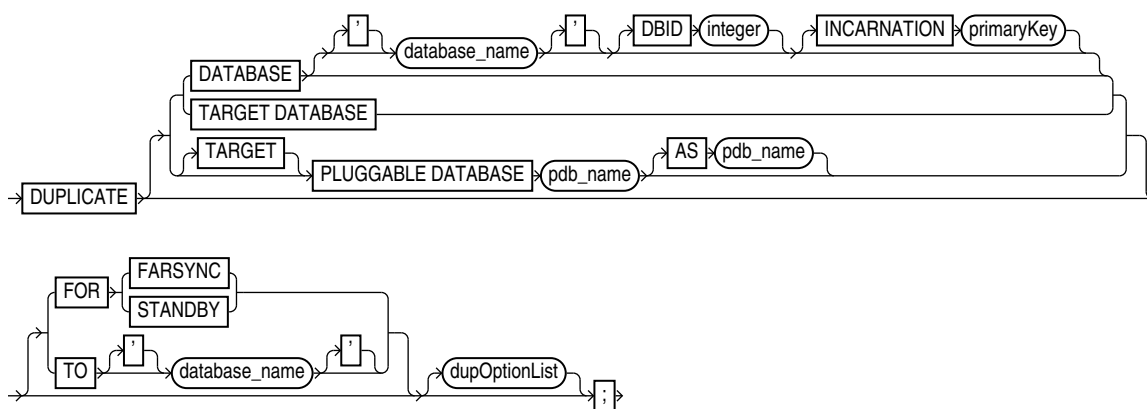 ' database_name ' DBID integer INCARNATION primaryKey
DATABASE
TARGET DATABASE
TARGET AS pdb_name
PLUGGABLE DATABASE pdb_name
DUPLICATE
FARSYNC
FOR
STANDBY
' '
TO database_name dupOptionList
;